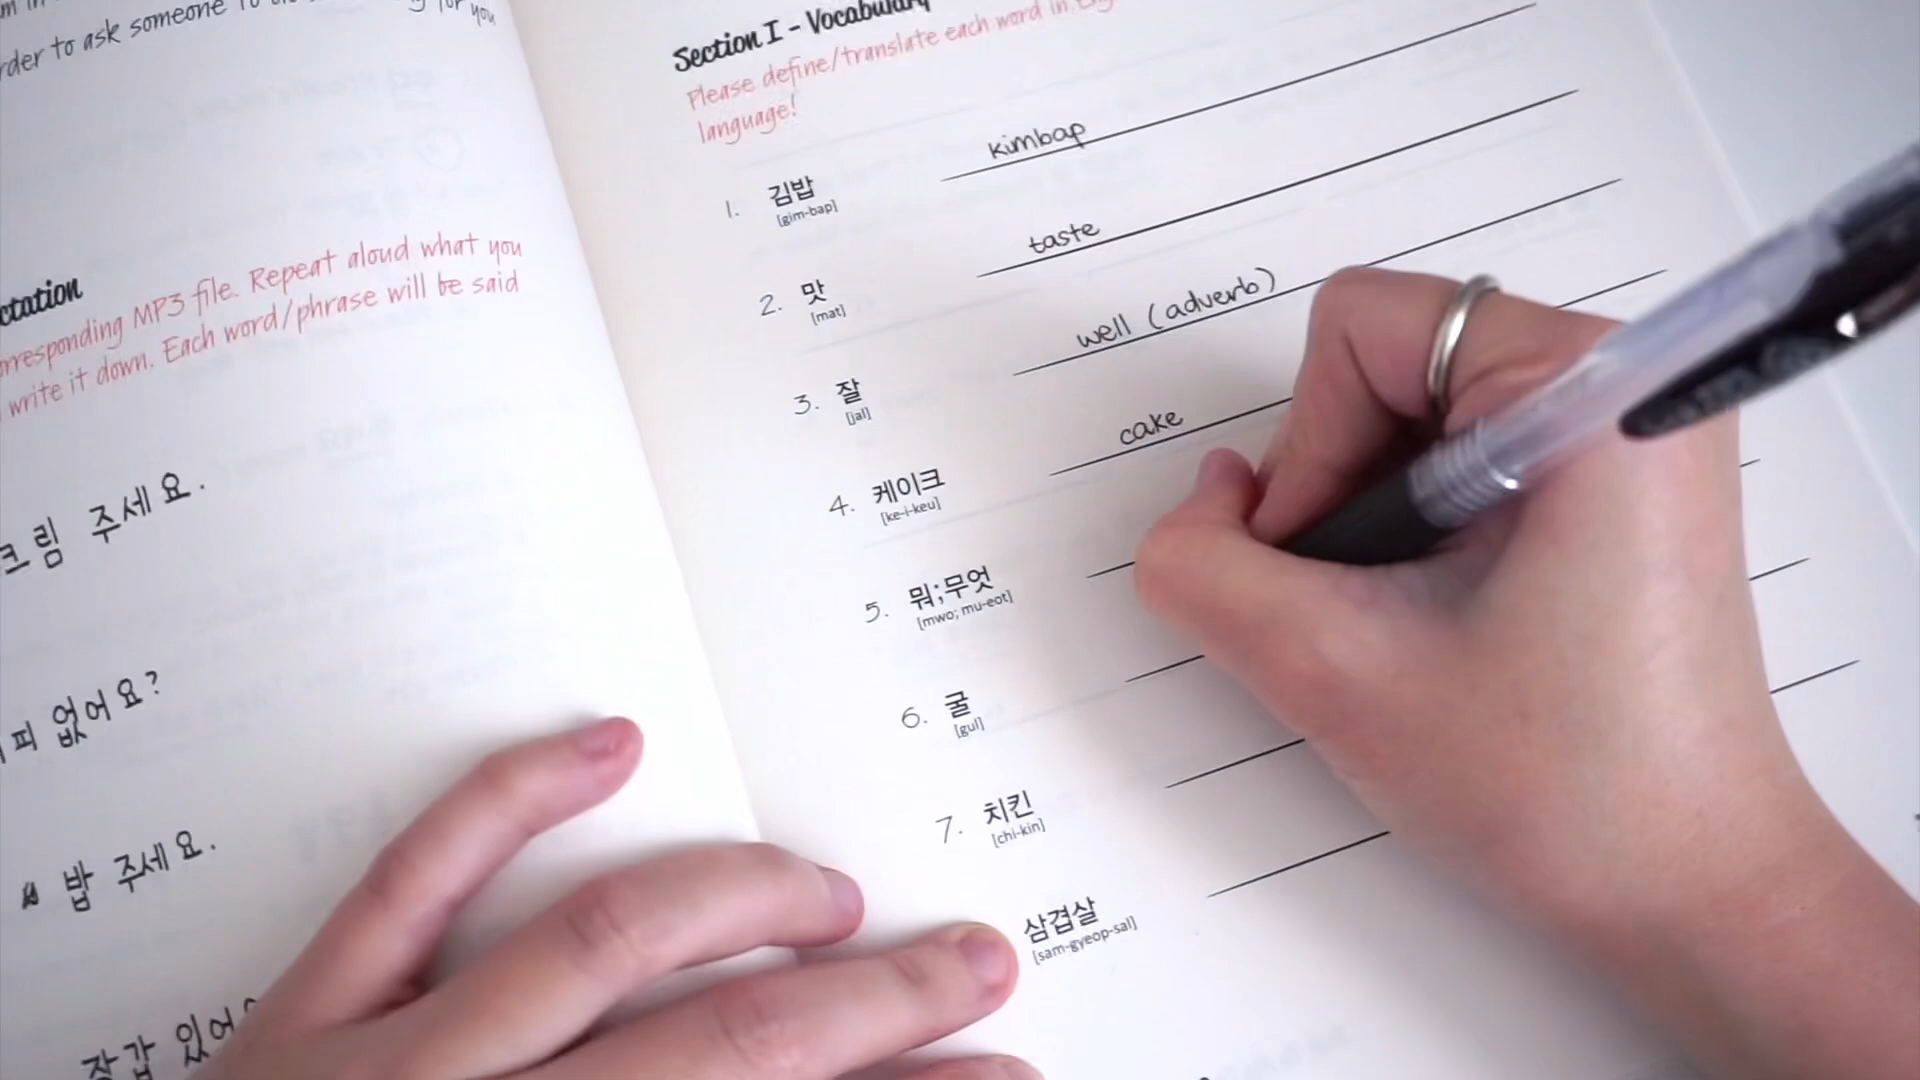 order to ask someone to
for you
corresponding MP3 file. Repeat aloud what you
write it down. Each word/phrase will be said
크림 주세요.
피 없어요?
밥 주세요.
장갑 있어
Section I - Vocabulary
Please define/translate each word in
language!
1. 김밥 kimbap
[gim-bap]
2. 맛 taste
[mat]
3. 잘 well (adverb)
[jal]
4. 케이크 cake
[ke-i-keu]
5. 뭐;무엇
[mwo; mu-eot]
6. 굴
[gul]
7. 치킨
[chi-kin]
삼겹살
[sam-gyeop-sal]